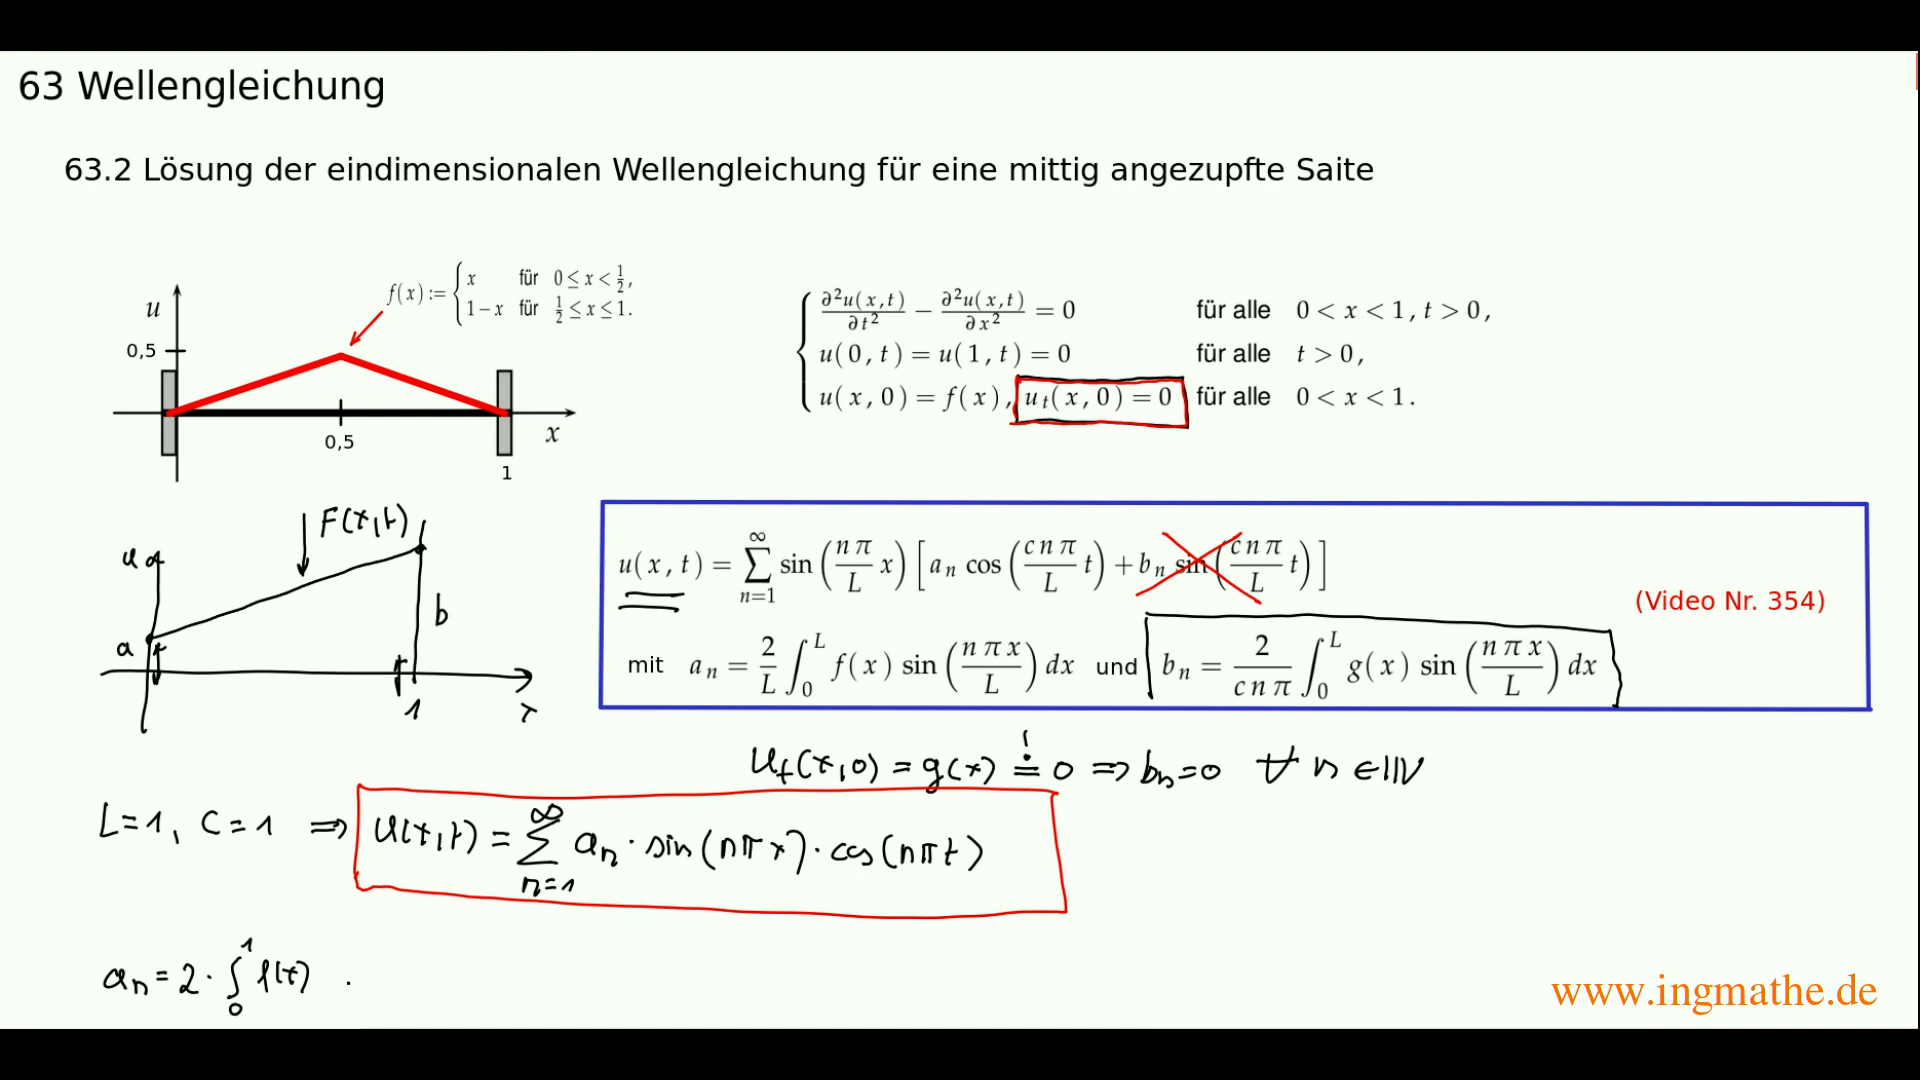 63 Wellengleichung
63.2 Lösung der eindimensionalen Wellengleichung für eine mittig angezupfte Saite
f(x) := { x für 0 ≤ x < 1/2,
1−x für 1/2 ≤ x ≤ 1.
u
0,5
0,5
x
1
∂²u(x,t)/∂t² − ∂²u(x,t)/∂x² = 0 für alle 0 < x < 1, t > 0,
u(0,t) = u(1,t) = 0 für alle t > 0,
u(x,0) = f(x), u_t(x,0) = 0 für alle 0 < x < 1.
F(x,t)
u
a
b
1
x
u(x,t) = ∑_{n=1}^{∞} sin(nπ/L x) [a_n cos(cnπ/L t) + b_n sin(cnπ/L t)]
(Video Nr. 354)
mit a_n = 2/L ∫_0^L f(x) sin(nπx/L) dx und b_n = 2/(cnπ) ∫_0^L g(x) sin(nπx/L) dx
u_t(x,0) = g(x) =! 0 ⇒ b_n = 0 ∀ n ∈ ℕ
L=1, c=1 ⇒ u(x,t) = ∑_{n=1}^{∞} a_n · sin(nπx) · cos(nπt)
a_n = 2 · ∫_0^1 f(x) ·
www.ingmathe.de